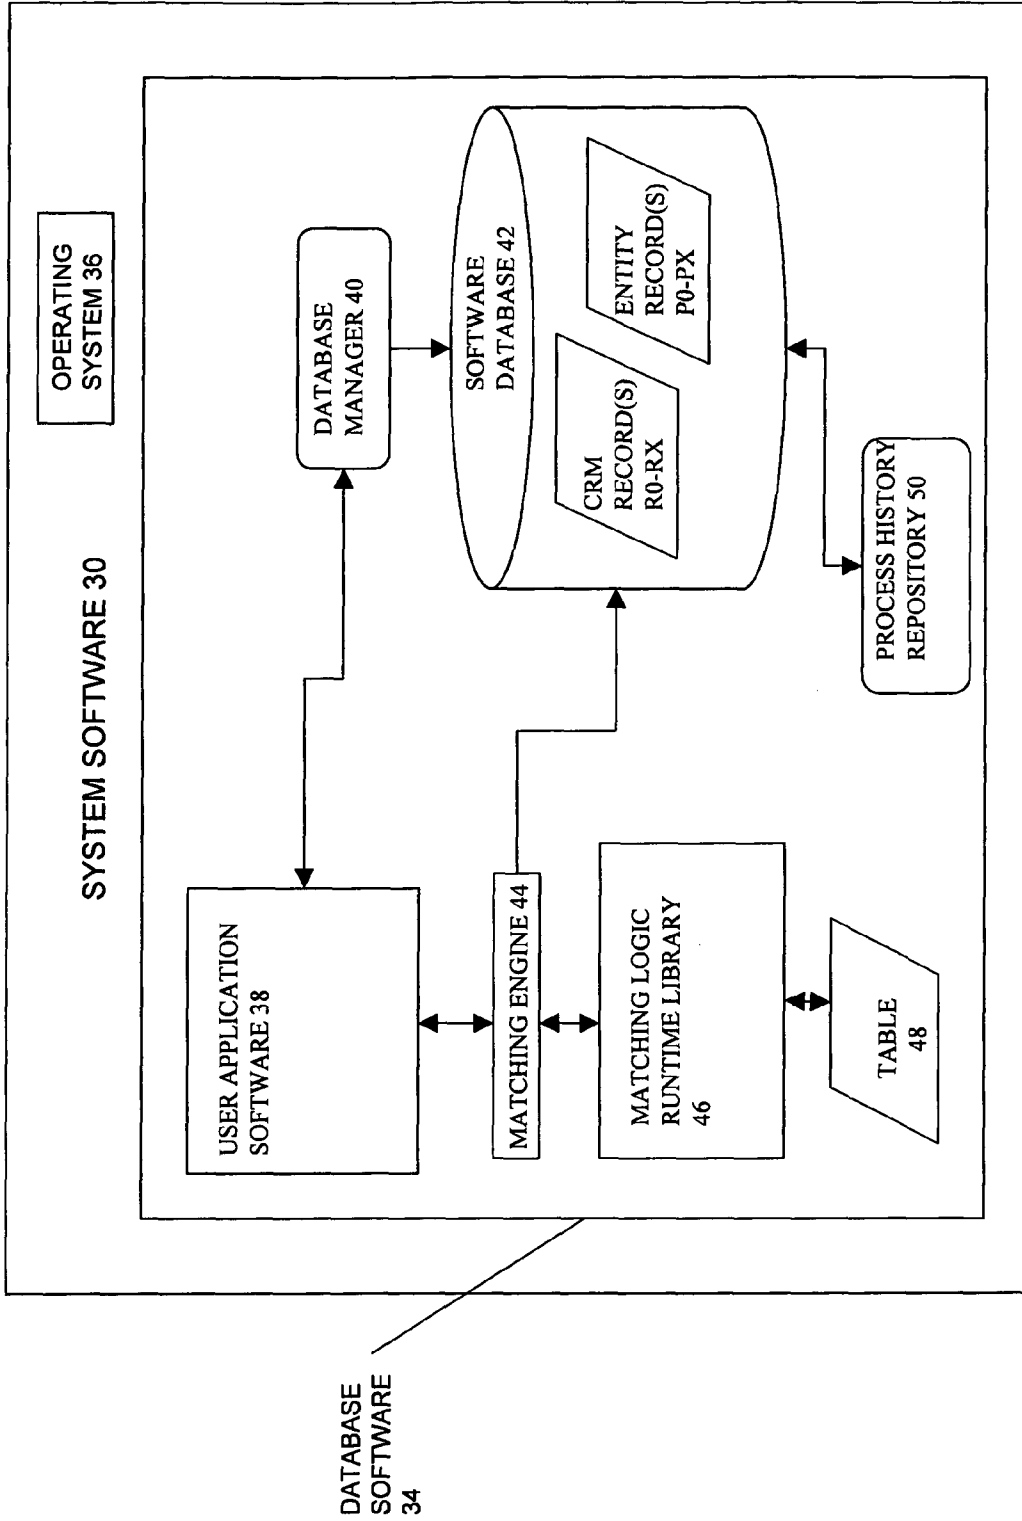 SYSTEM SOFTWARE 30
OPERATING
SYSTEM 36
DATABASE
SOFTWARE
34
USER APPLICATION
SOFTWARE 38
DATABASE
MANAGER 40
MATCHING ENGINE 44
SOFTWARE
DATABASE 42
CRM
RECORD(S)
R0-RX
ENTITY
RECORD(S)
P0-PX
MATCHING LOGIC
RUNTIME LIBRARY
46
TABLE
48
PROCESS HISTORY
REPOSITORY 50